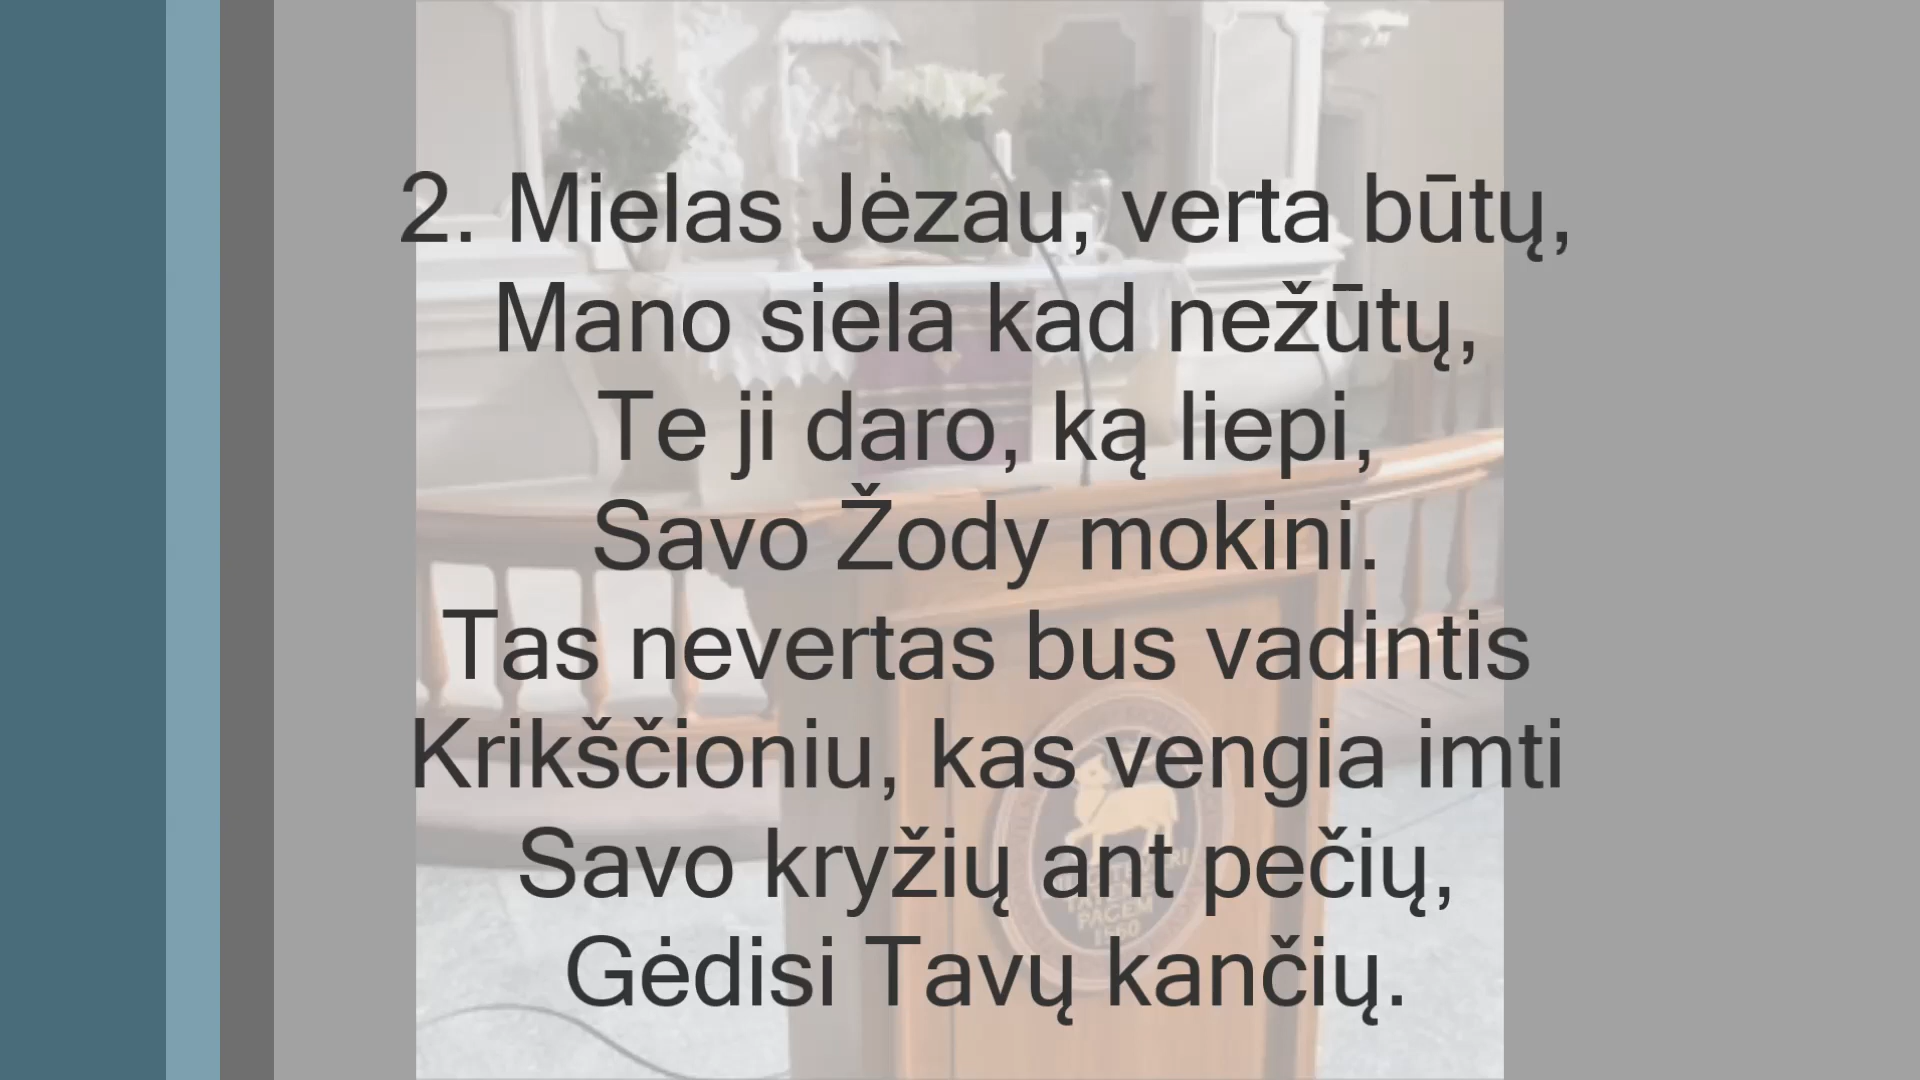 2. Mielas Jėzau, verta būtų,
Mano siela kad nežūtų,
Te ji daro, ką liepi,
Savo Žody mokini.
Tas nevertas bus vadintis
Krikščioniu, kas vengia imti
Savo kryžių ant pečių,
Gėdisi Tavų kančių.
PACEM